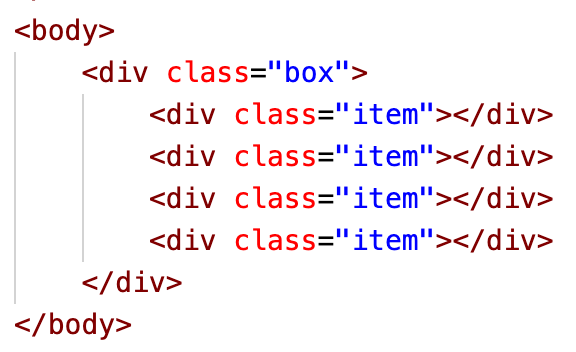 <body>
    <div class="box">
        <div class="item"></div>
        <div class="item"></div>
        <div class="item"></div>
        <div class="item"></div>
    </div>
</body>